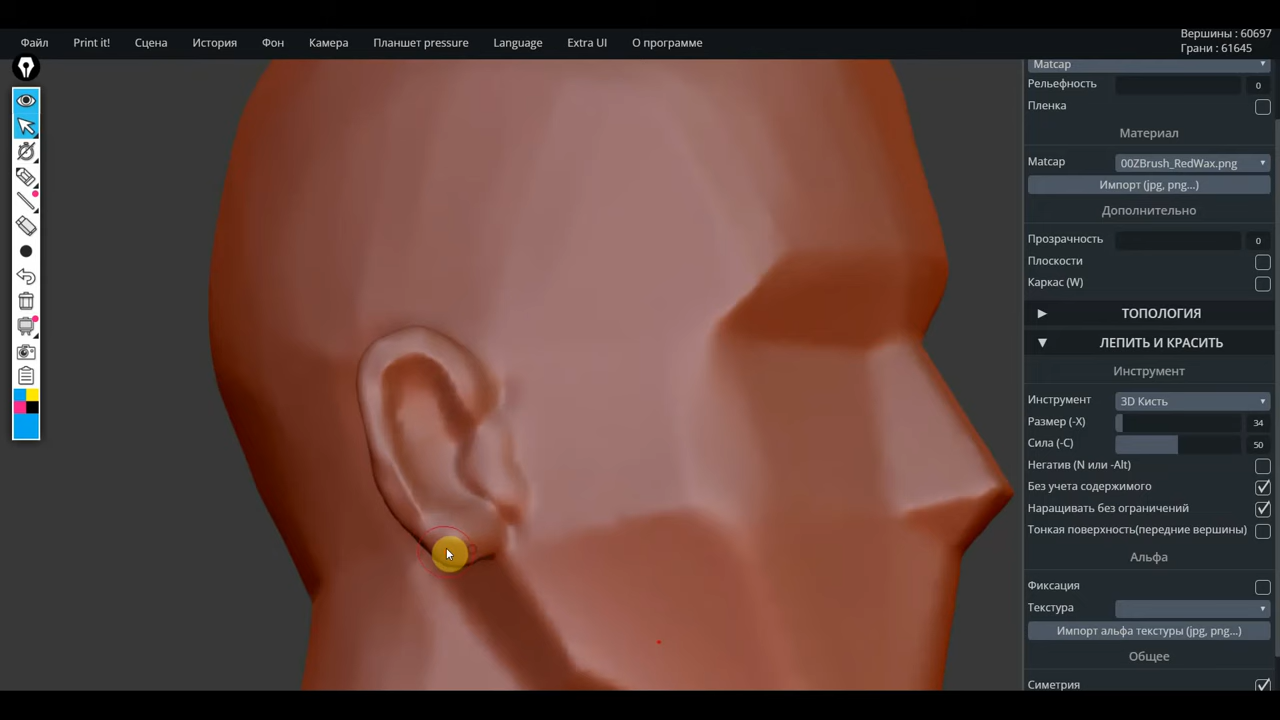 Файл Print it! Сцена История Фон Камера Планшет pressure Language Extra UI О программе
Вершины : 60697
Грани : 61645
Matcap
Рельефность 0
Пленка
Материал
Matcap 00ZBrush_RedWax.png
Импорт (jpg, png...)
Дополнительно
Прозрачность 0
Плоскости
Каркас (W)
ТОПОЛОГИЯ
ЛЕПИТЬ И КРАСИТЬ
Инструмент
Инструмент 3D Кисть
Размер (-X) 34
Сила (-C) 50
Негатив (N или -Alt)
Без учета содержимого
Наращивать без ограничений
Тонкая поверхность(передние вершины)
Альфа
Фиксация
Текстура
Импорт альфа текстуры (jpg, png...)
Общее
Симетрия